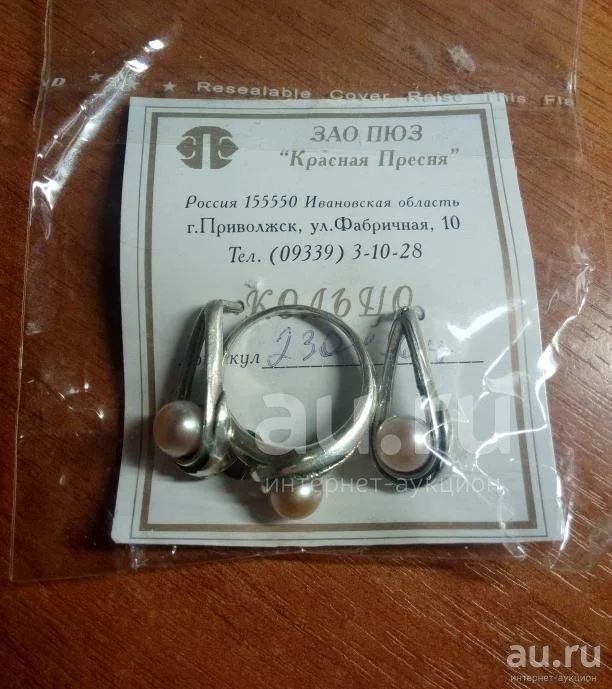 Resealable Cover Raise This Fla
ЗАО ПЮЗ
"Красная Пресня"
Россия 155550 Ивановская область
г.Приволжск, ул.Фабричная, 10
Тел. (09339) 3-10-28
КОЛЬЦО
au.ru
интернет-аукцион
au.ru
интернет-аукцион